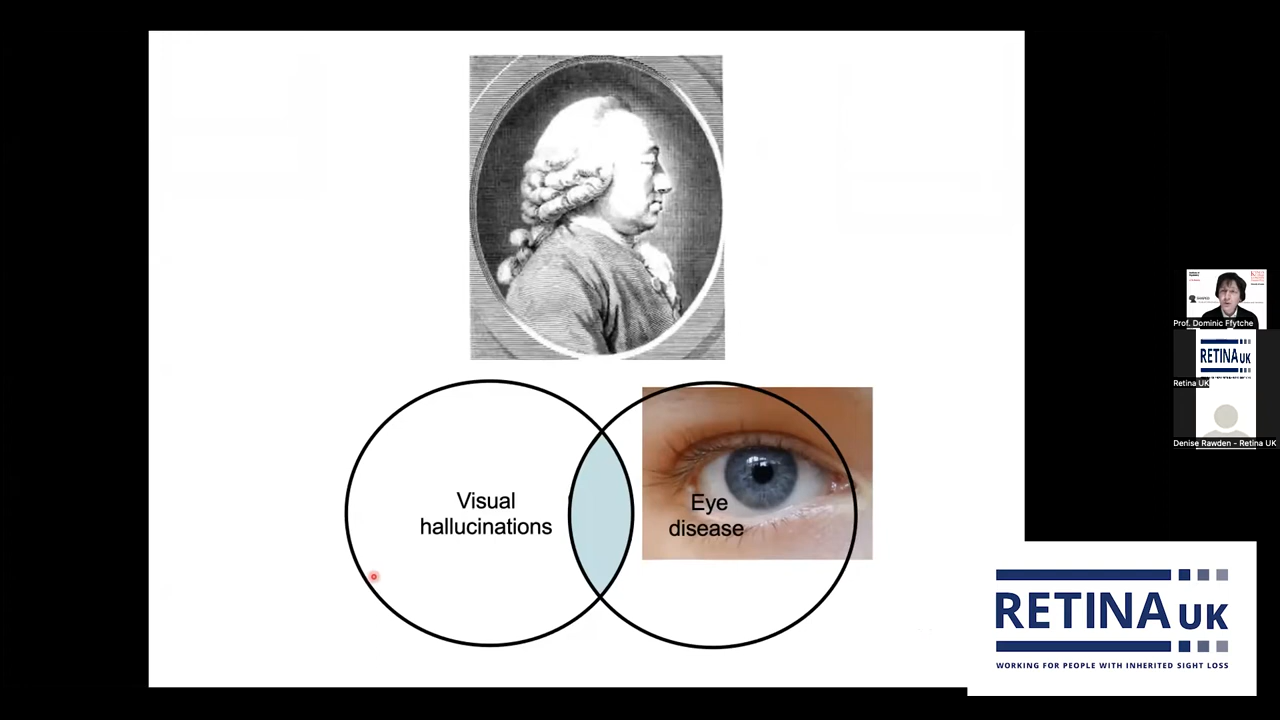 Visual
hallucinations
Eye
disease
Prof. Dominic Ffytche
RETINA UK
Retina UK
Denise Rawden - Retina UK
RETINA UK
WORKING FOR PEOPLE WITH INHERITED SIGHT LOSS